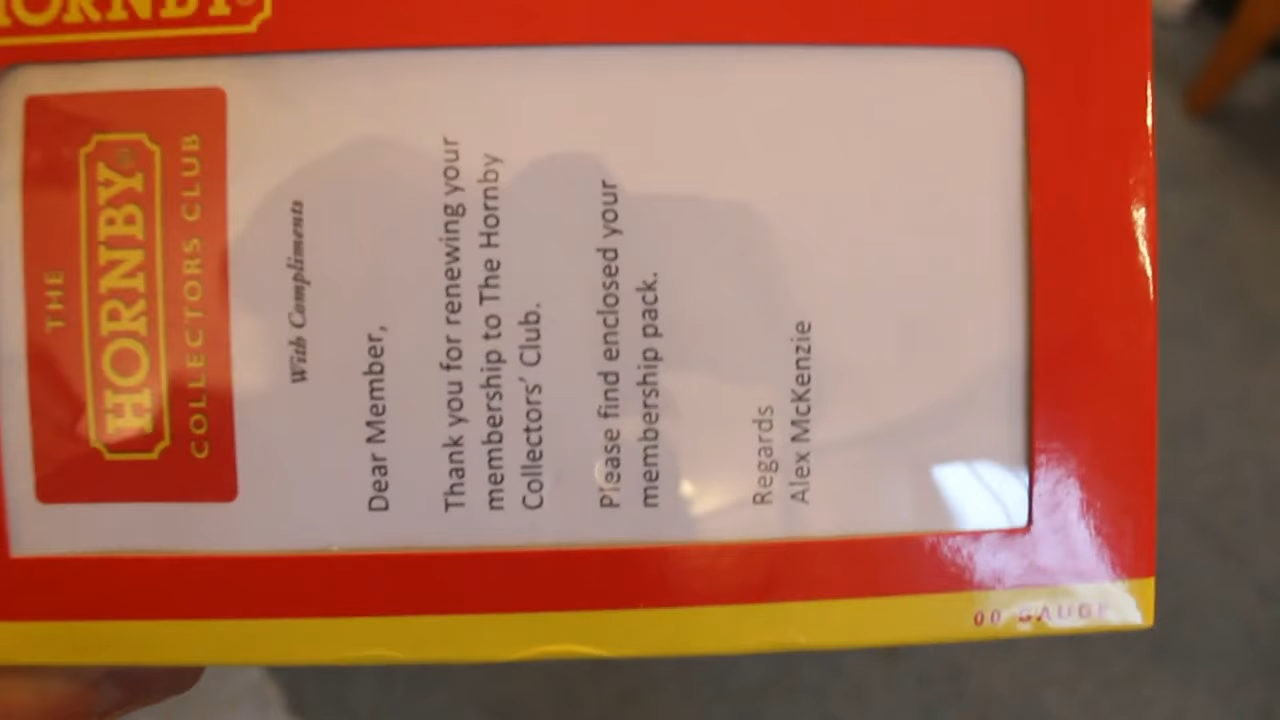 HORNBY®
THE
HORNBY®
COLLECTORS CLUB
With Compliments
Dear Member,
Thank you for renewing your
membership to The Hornby
Collectors' Club.
Please find enclosed your
membership pack.
Regards
Alex McKenzie
00 GAUGE